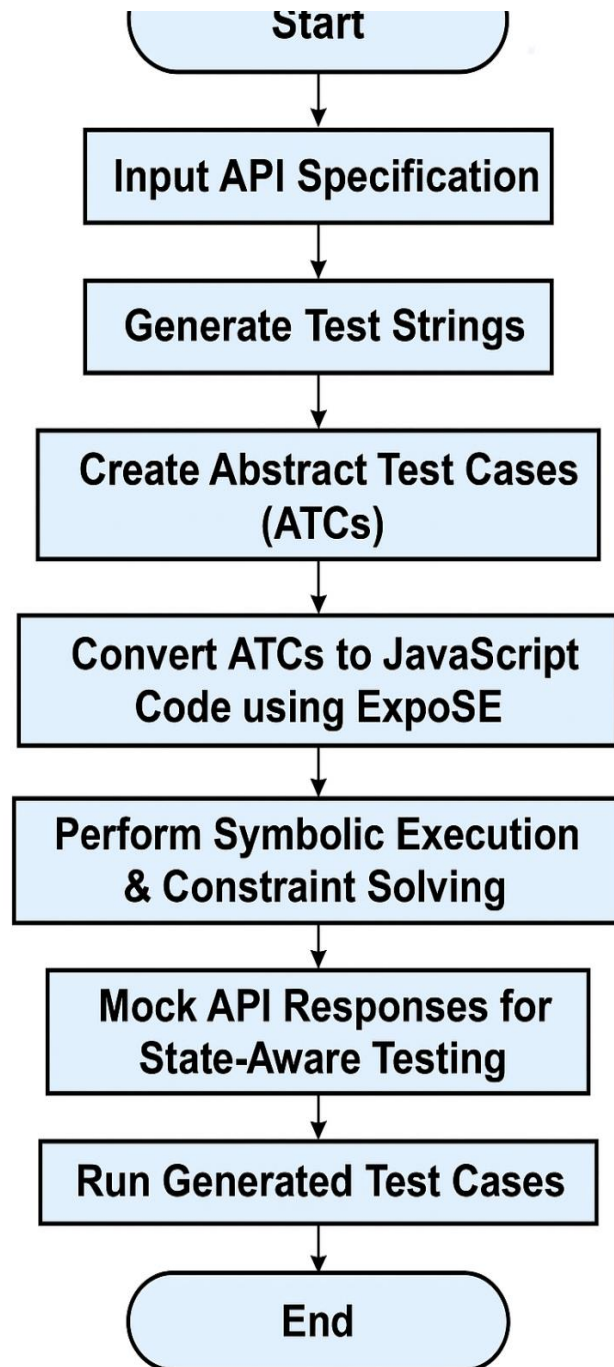 Start
Input API Specification
Generate Test Strings
Create Abstract Test Cases
(ATCs)
Convert ATCs to JavaScript
Code using ExpoSE
Perform Symbolic Execution
& Constraint Solving
Mock API Responses for
State-Aware Testing
Run Generated Test Cases
End